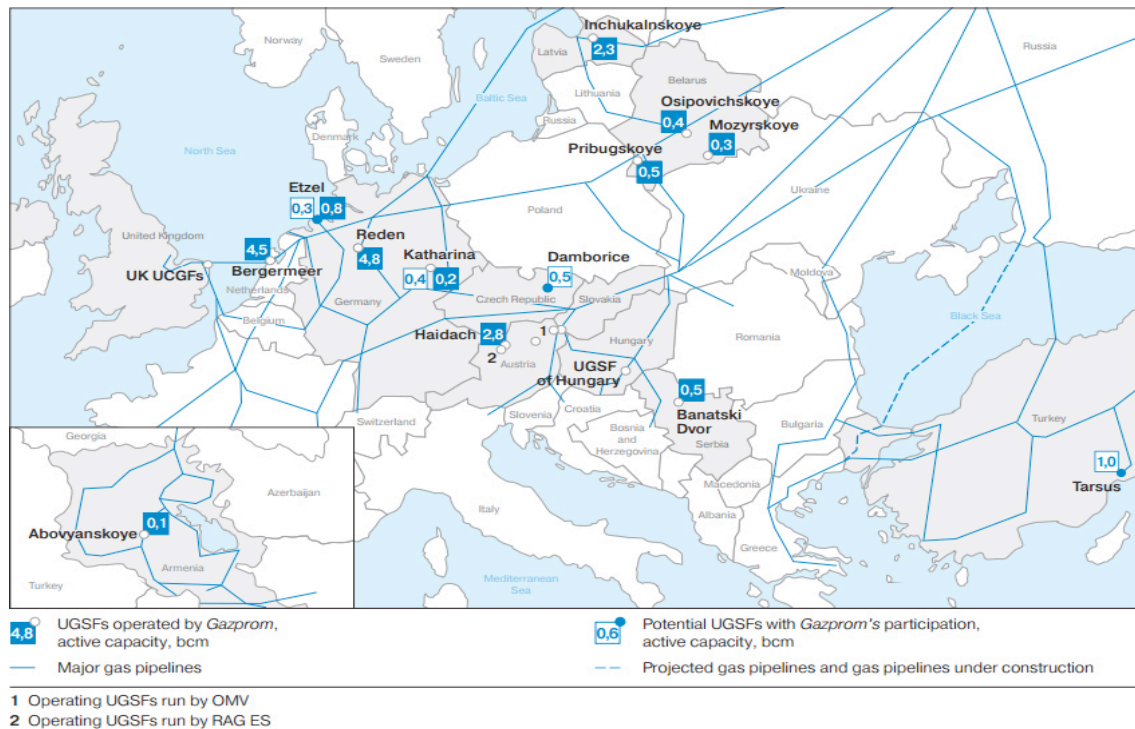 Norway
Sweden
Russia
Inchukalnskoye
2,3
Latvia
Lithuania
Belarus
Baltic Sea
Osipovichskoye
0,4
Mozyrskoye
0,3
Denmark
Russia
North Sea
Pribugskoye
0,5
Ukraine
Etzel
0,3
0,8
Poland
United Kingdom
Reden
4,8
Katharina
0,4
0,2
Damborice
0,5
4,5
Bergermeer
UK UCGFs
Netherlands
Germany
Czech Republic
Slovakia
Moldova
Belgium
Black Sea
Haidach
2,8
1
2
Austria
Hungary
Romania
UGSF
of Hungary
0,5
Banatski
Dvor
Serbia
Switzerland
Slovenia
Croatia
Bosnia
and
Herzegovina
Bulgaria
Turkey
1,0
Tarsus
Georgia
Azerbaijan
0,1
Abovyanskoye
Armenia
Turkey
Italy
Macedonia
Albania
Greece
Mediterranean
Sea
4,8
UGSFs operated by Gazprom,
active capacity, bcm
Major gas pipelines
0,6
Potential UGSFs with Gazprom's participation,
active capacity, bcm
Projected gas pipelines and gas pipelines under construction
1 Operating UGSFs run by OMV
2 Operating UGSFs run by RAG ES